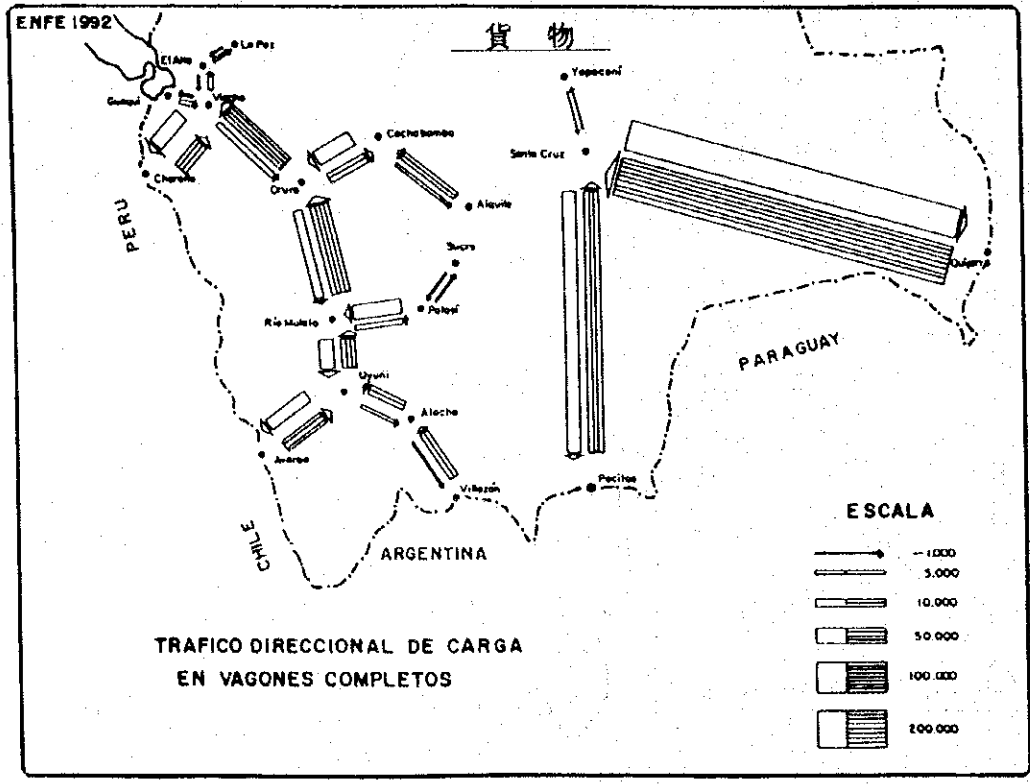 ENFE 1992
貨物
La Paz
El Alto
Guaqui
Viacha
Charaña
Oruro
Cochabamba
Aiquile
Yapacaní
Santa Cruz
Quijarro
Sucre
Potosí
Río Mulato
Uyuni
Atocha
Avaroa
Villazón
Pocitos
PERU
CHILE
ARGENTINA
PARAGUAY
TRAFICO DIRECCIONAL DE CARGA
EN VAGONES COMPLETOS
ESCALA
-1.000
5.000
10.000
50.000
100.000
200.000